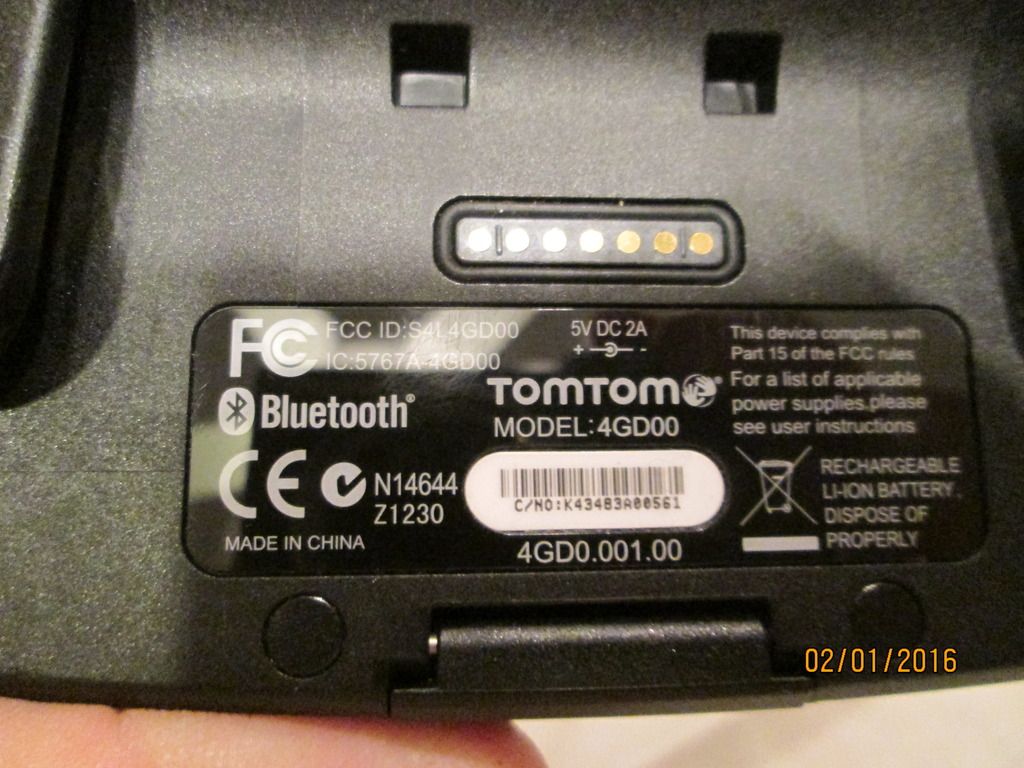 FC FCC ID:S4L4GD00
IC:5767A-4GD00
Bluetooth®
CE N14644
Z1230
MADE IN CHINA
5V DC 2A
+ -
TOMTOM®
MODEL:4GD00
C/NO:K43483A00561
4GD0.001.00
This device complies with
Part 15 of the FCC rules
For a list of applicable
power supplies,please
see user instructions
RECHARGEABLE
LI-ION BATTERY.
DISPOSE OF
PROPERLY
02/01/2016